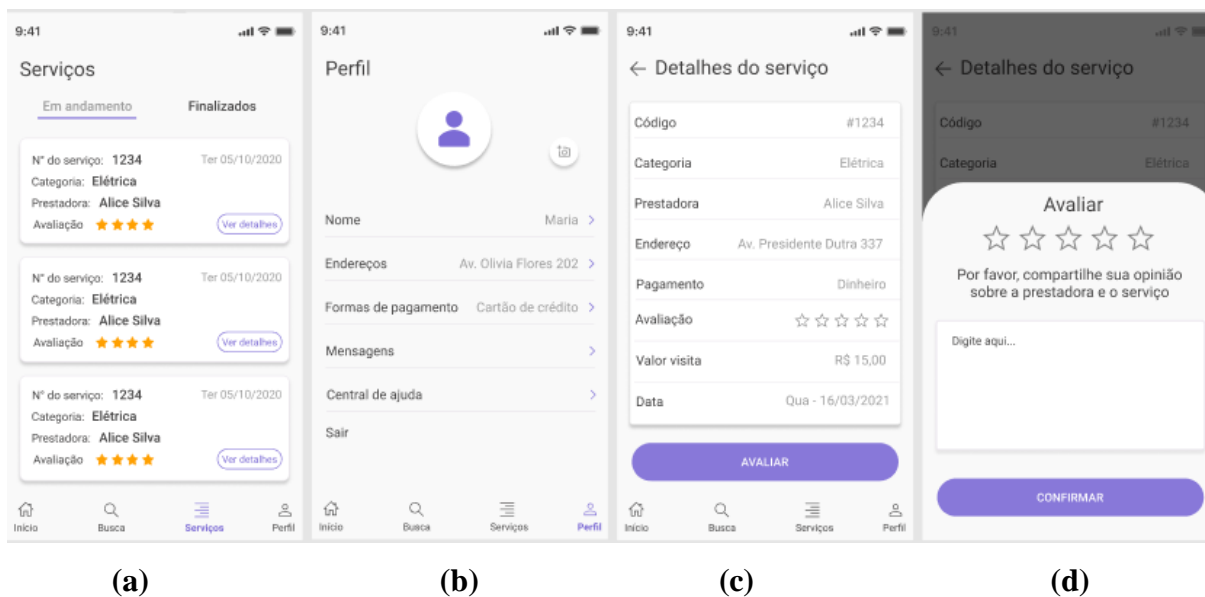 9:41
Serviços
Em andamento Finalizados
N° do serviço: 1234 Ter 05/10/2020
Categoria: Elétrica
Prestadora: Alice Silva
Avaliação Ver detalhes
N° do serviço: 1234 Ter 05/10/2020
Categoria: Elétrica
Prestadora: Alice Silva
Avaliação Ver detalhes
N° do serviço: 1234 Ter 05/10/2020
Categoria: Elétrica
Prestadora: Alice Silva
Avaliação Ver detalhes
Início Busca Serviços Perfil
(a)
9:41
Perfil
Nome Maria
Endereços Av. Olivia Flores 202
Formas de pagamento Cartão de crédito
Mensagens
Central de ajuda
Sair
Início Busca Serviços Perfil
(b)
9:41
Detalhes do serviço
Código #1234
Categoria Elétrica
Prestadora Alice Silva
Endereço Av. Presidente Dutra 337
Pagamento Dinheiro
Avaliação
Valor visita R$ 15,00
Data Qua - 16/03/2021
AVALIAR
Início Busca Serviços Perfil
(c)
9:41
Detalhes do serviço
Código #1234
Categoria Elétrica
Avaliar
Por favor, compartilhe sua opinião
sobre a prestadora e o serviço
Digite aqui...
CONFIRMAR
(d)